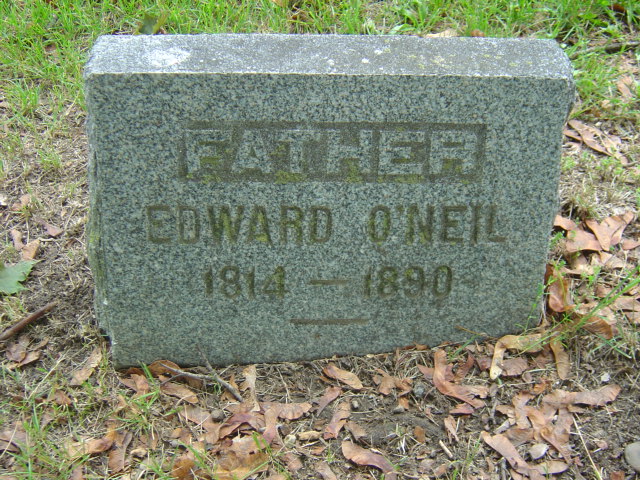 FATHER
EDWARD O'NEIL
1814 — 1890